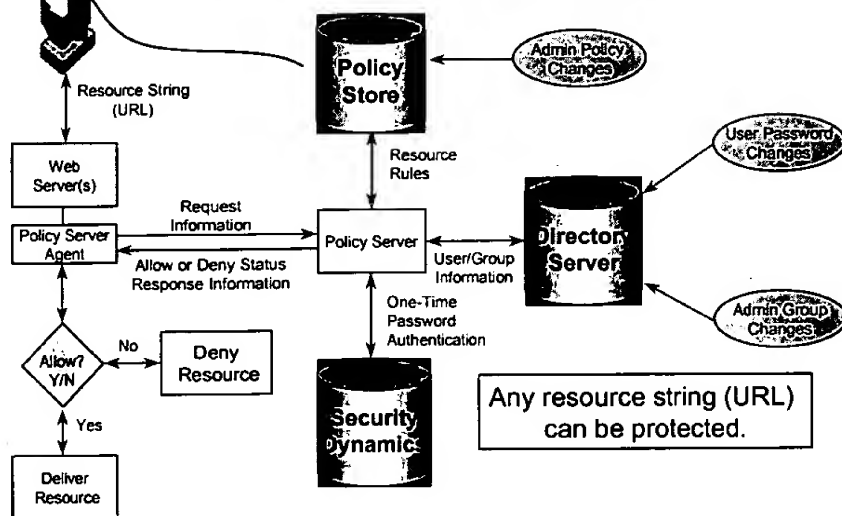 Policy
Store
Admin Policy
Changes
Resource String
(URL)
User Password
Changes
Web
Server(s)
Resource
Rules
Request
Information
Policy Server
Agent
Policy Server
Directory
Server
Allow or Deny Status
Response Information
User/Group
Information
One-Time
Password
Authentication
Admin Group
Changes
Allow?
Y/N
No
Deny
Resource
Security
Dynamics
Any resource string (URL)
can be protected.
Yes
Deliver
Resource